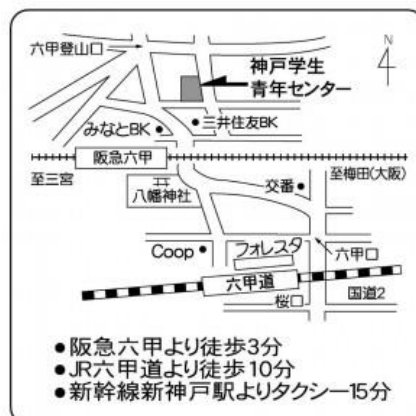 N
六甲登山口
神戸学生
青年センター
みなとBK
三井住友BK
阪急六甲
至三宮
至梅田(大阪)
八幡神社
交番
Coop
フォレスタ
六甲口
六甲道
桜口
国道2
●阪急六甲より徒歩3分
●JR六甲道より徒歩10分
●新幹線新神戸駅よりタクシー15分